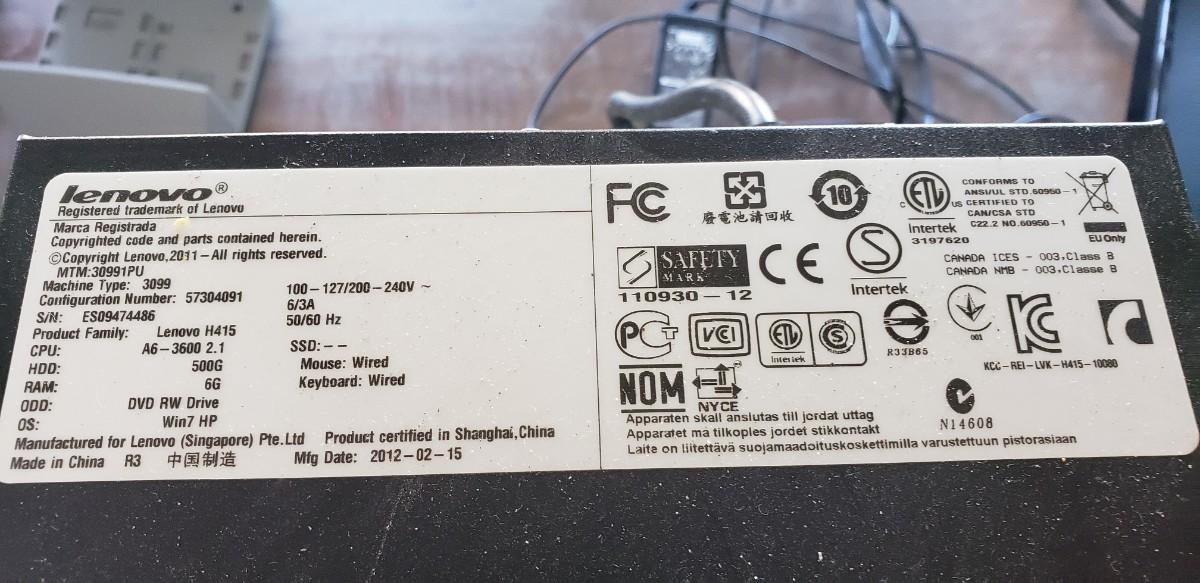 lenovo®
Registered trademark of Lenovo
Marca Registrada
Copyrighted code and parts contained herein.
©Copyright Lenovo,2011－All rights reserved.
MTM:30991PU
Machine Type: 3099
Configuration Number: 57304091
S/N: ES09474486
Product Family: Lenovo H415
CPU: A6-3600 2.1
HDD: 500G
RAM: 6G
ODD: DVD RW Drive
OS: Win7 HP
100-127/200-240V ~
6/3A
50/60 Hz
SSD: - -
Mouse: Wired
Keyboard: Wired
Manufactured for Lenovo (Singapore) Pte.Ltd Product certified in Shanghai,China
Made in China R3 中国制造 Mfg Date: 2012-02-15
FC
廢電池請回收
10
ETL
C US
Intertek
3197620
CONFORMS TO
ANSI/UL STD.60950-1
CERTIFIED TO
CAN/CSA STD
C22.2 NO.60950-1
EU Only
SAFETY
MARK
110930-12
CE
S
Intertek
CANADA ICES - 003,Class B
CANADA NMB - 003,Classe B
VCI
ETL
Intertek
S
R33B65
001
KCC-REI-LVK-H415-10080
NOM
NYCE
N14608
Apparaten skall anslutas till jordat uttag
Apparatet må tilkoples jordet stikkontakt
Laite on liitettävä suojamaadoituskoskettimilla varustettuun pistorasiaan